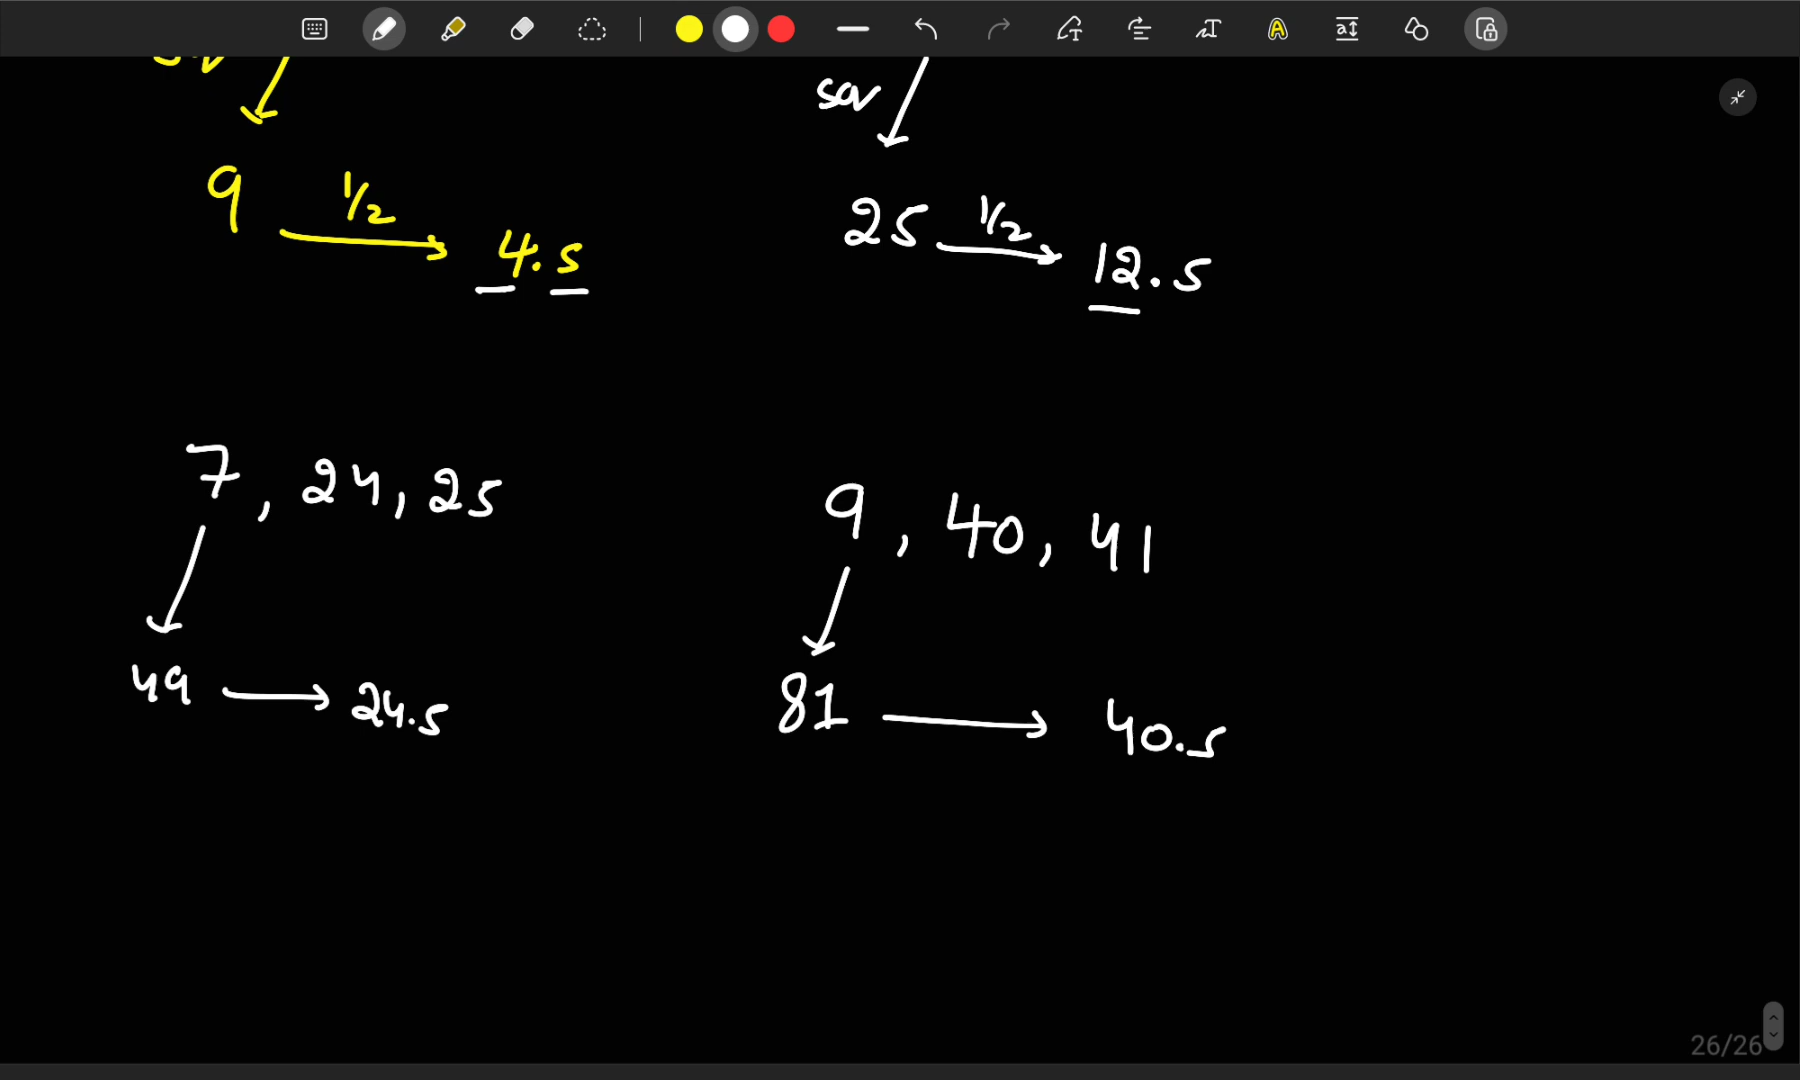 sqr
9 1/2 4.5
25 1/2 12.5
7, 24, 25
9, 40, 41
49 → 24.5
81 → 40.5
26/26